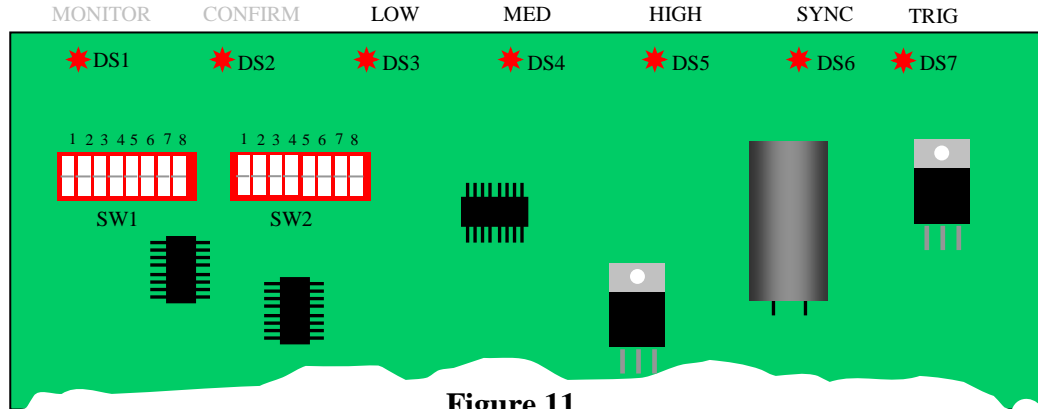 MONITOR CONFIRM LOW MED HIGH SYNC TRIG
DS1 DS2 DS3 DS4 DS5 DS6 DS7
1 2 3 4 5 6 7 8 1 2 3 4 5 6 7 8
SW1 SW2
Figure 11